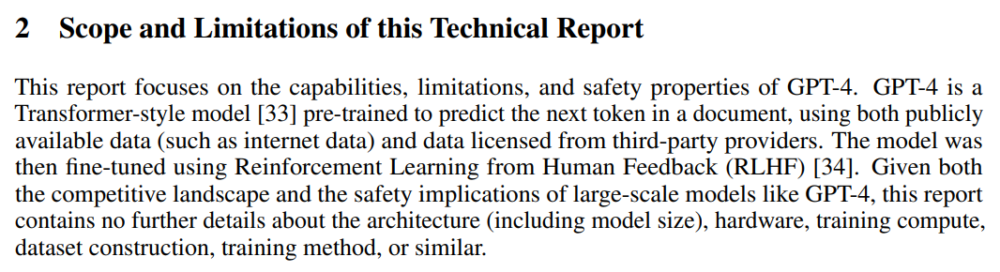 2 Scope and Limitations of this Technical Report
This report focuses on the capabilities, limitations, and safety properties of GPT-4. GPT-4 is a
Transformer-style model [33] pre-trained to predict the next token in a document, using both publicly
available data (such as internet data) and data licensed from third-party providers. The model was
then fine-tuned using Reinforcement Learning from Human Feedback (RLHF) [34]. Given both
the competitive landscape and the safety implications of large-scale models like GPT-4, this report
contains no further details about the architecture (including model size), hardware, training compute,
dataset construction, training method, or similar.